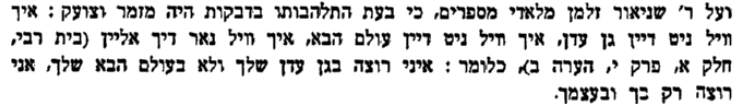 ועל ר' שניאור זלמן מלאדי מספרים, כי בעת התלהבותו בדבקות היה מזמר וצועק : איך
וויל ניט דיין גן עדן, איך וויל ניט דיין עולם הבא, איך וויל נאר דיך אליין (בית רבי,
חלק א, פרק י, הערה ב), כלומר : איני רוצה בגן עדן שלך ולא בעולם הבא שלך, אני
רוצה רק בך ובעצמך.